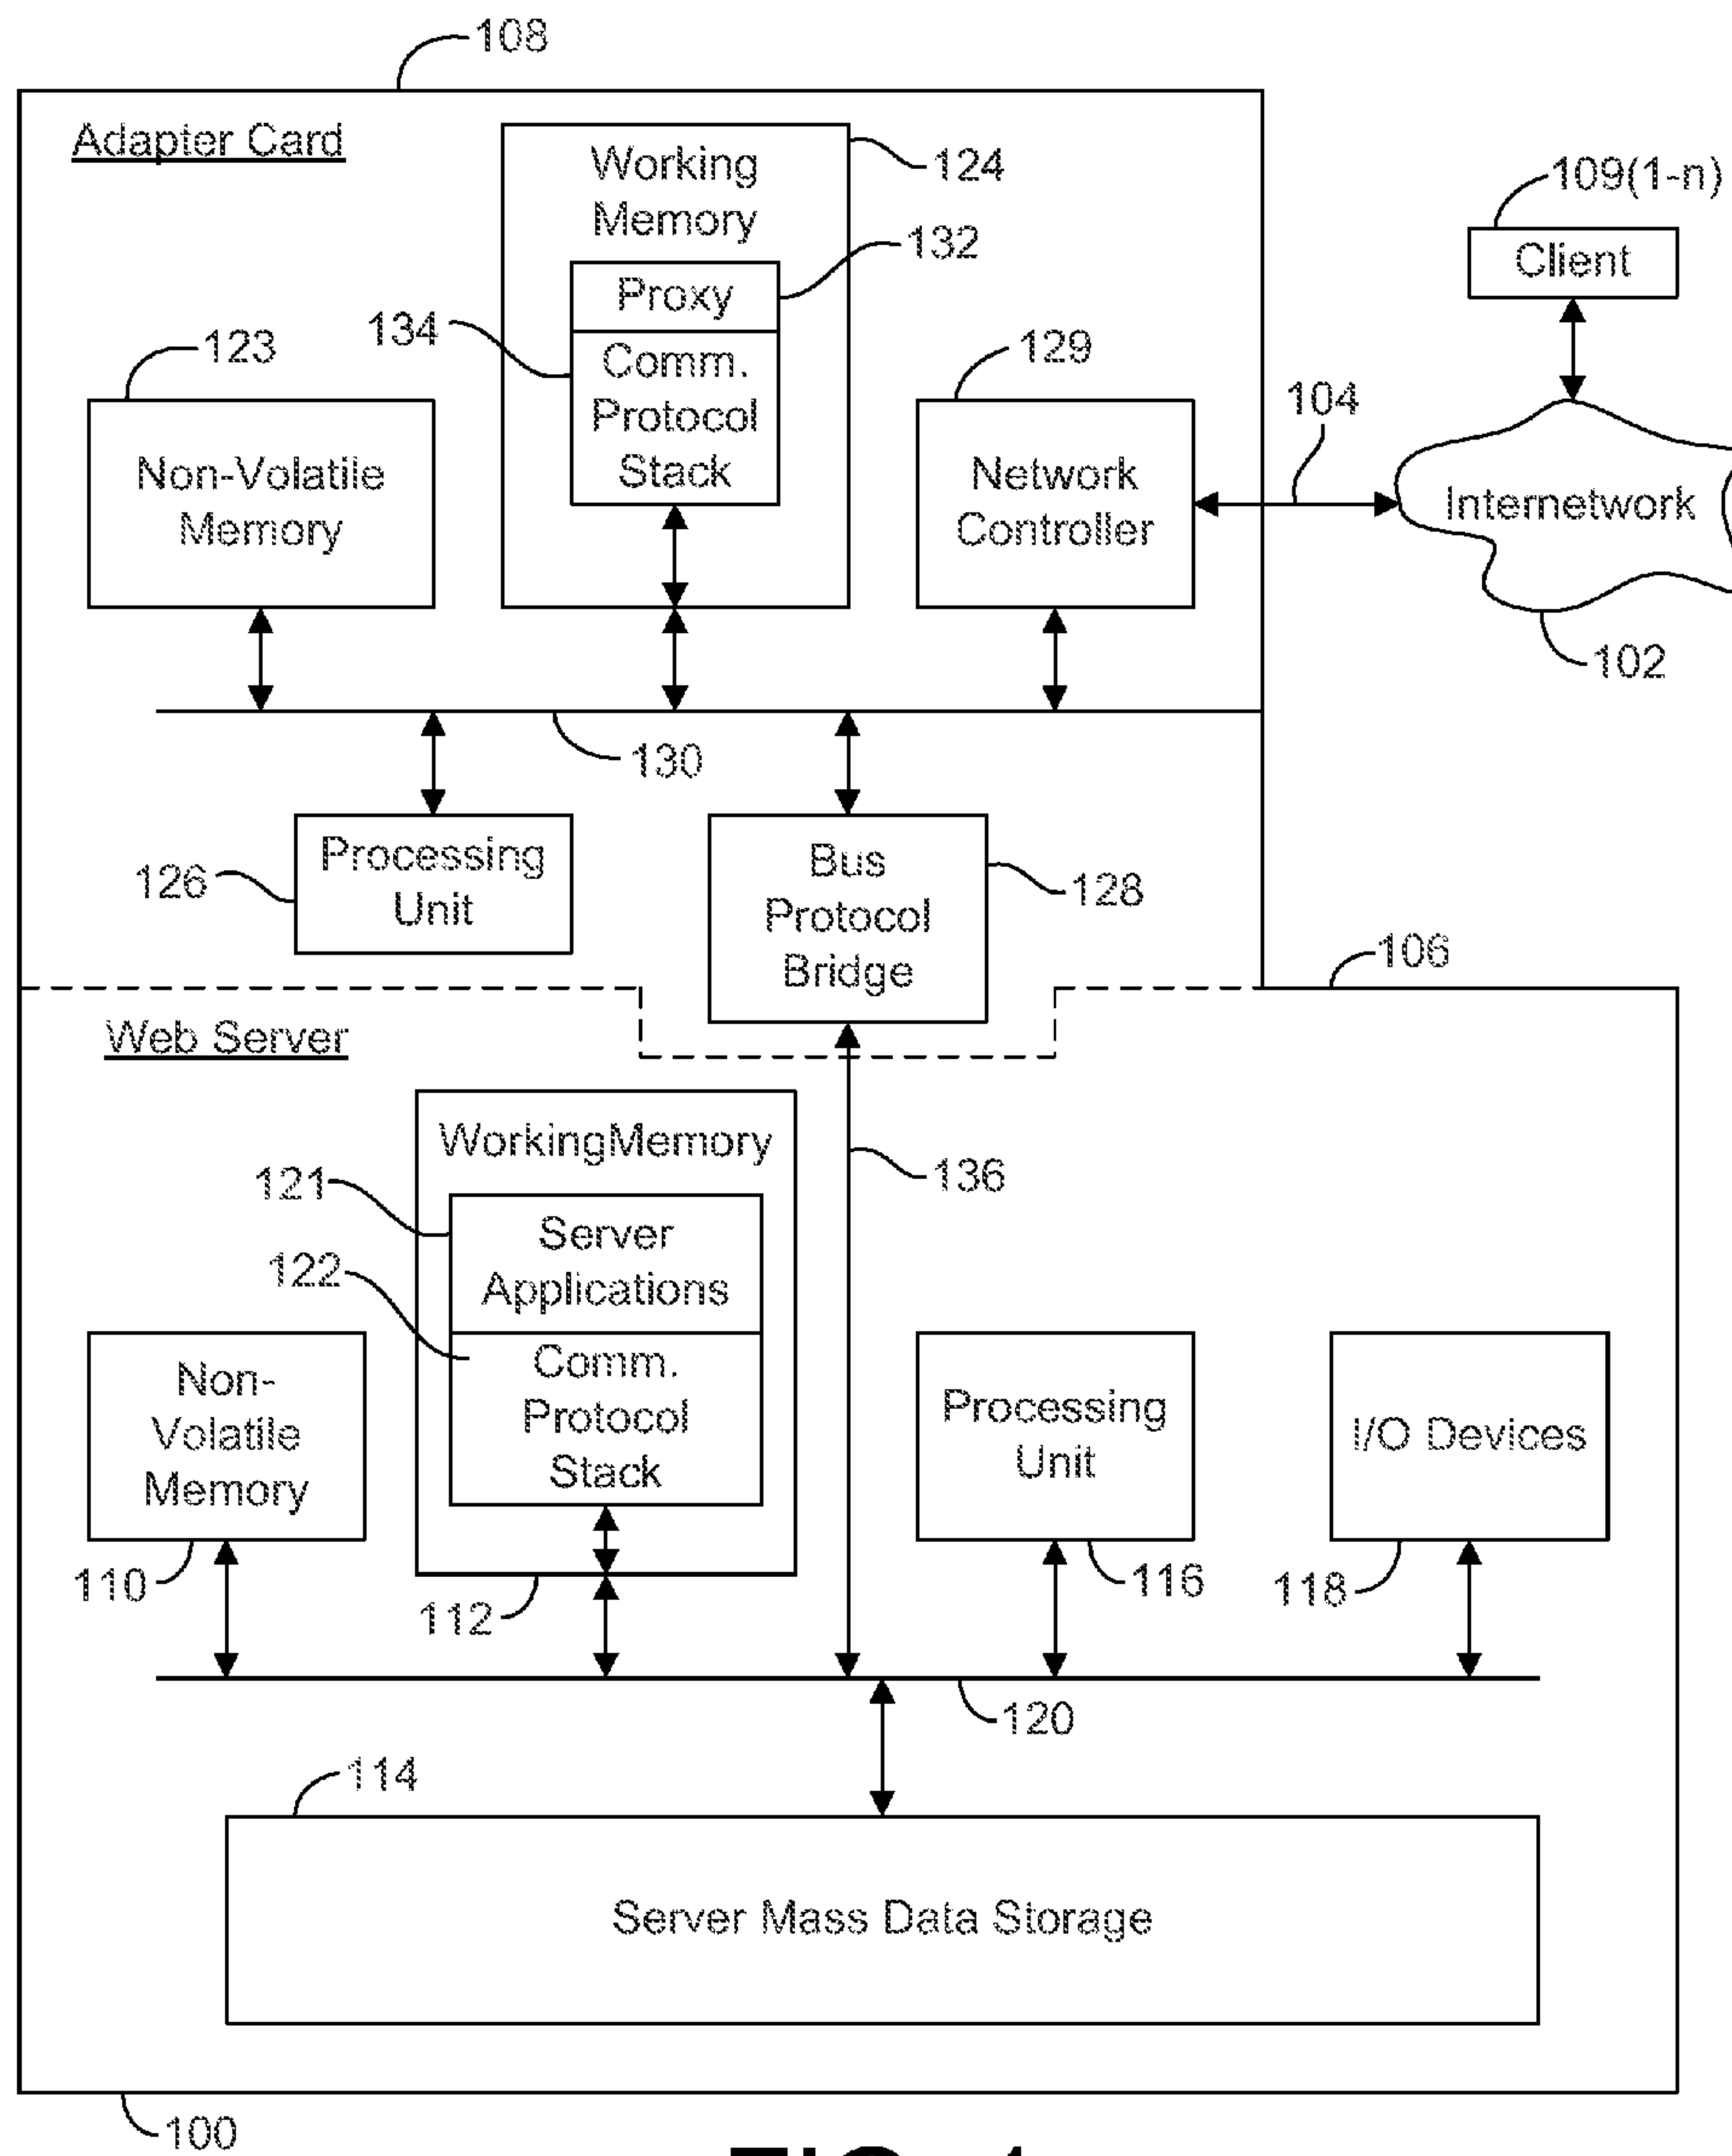 108
Adapter Card
Working
Memory
124
132
Proxy
134
Comm.
Protocol
Stack
123
Non-Volatile
Memory
129
Network
Controller
104
109(1-n)
Client
Internetwork
102
130
126
Processing
Unit
Bus
Protocol
Bridge
128
106
Web Server
WorkingMemory
121
Server
Applications
122
Comm.
Protocol
Stack
136
Non-
Volatile
Memory
110
112
Processing
Unit
116
I/O Devices
118
120
114
Server Mass Data Storage
100